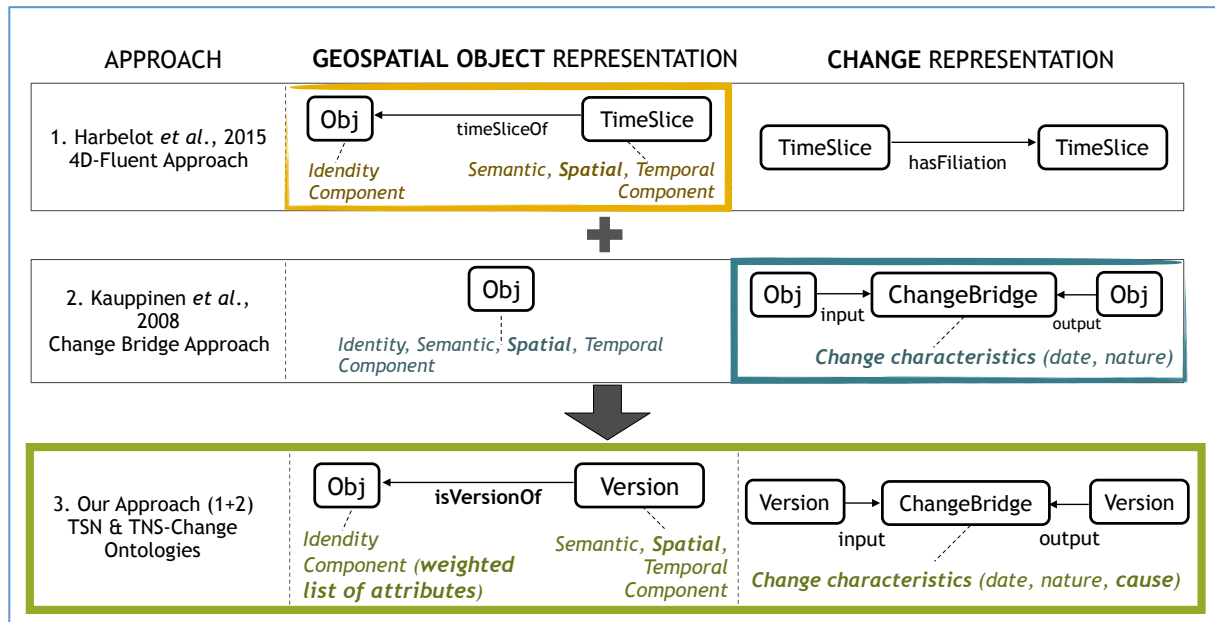 APPROACH
GEOSPATIAL OBJECT REPRESENTATION
CHANGE REPRESENTATION
1. Harbelot et al., 2015
4D-Fluent Approach
Obj
timeSliceOf
TimeSlice
Idendity
Component
Semantic, Spatial, Temporal
Component
TimeSlice
hasFiliation
TimeSlice
2. Kauppinen et al.,
2008
Change Bridge Approach
Obj
Identity, Semantic, Spatial, Temporal
Component
Obj
input
ChangeBridge
output
Obj
Change characteristics (date, nature)
3. Our Approach (1+2)
TSN & TNS-Change
Ontologies
Obj
isVersionOf
Version
Idendity
Component (weighted
list of attributes)
Semantic, Spatial,
Temporal
Component
Version
input
ChangeBridge
output
Version
Change characteristics (date, nature, cause)